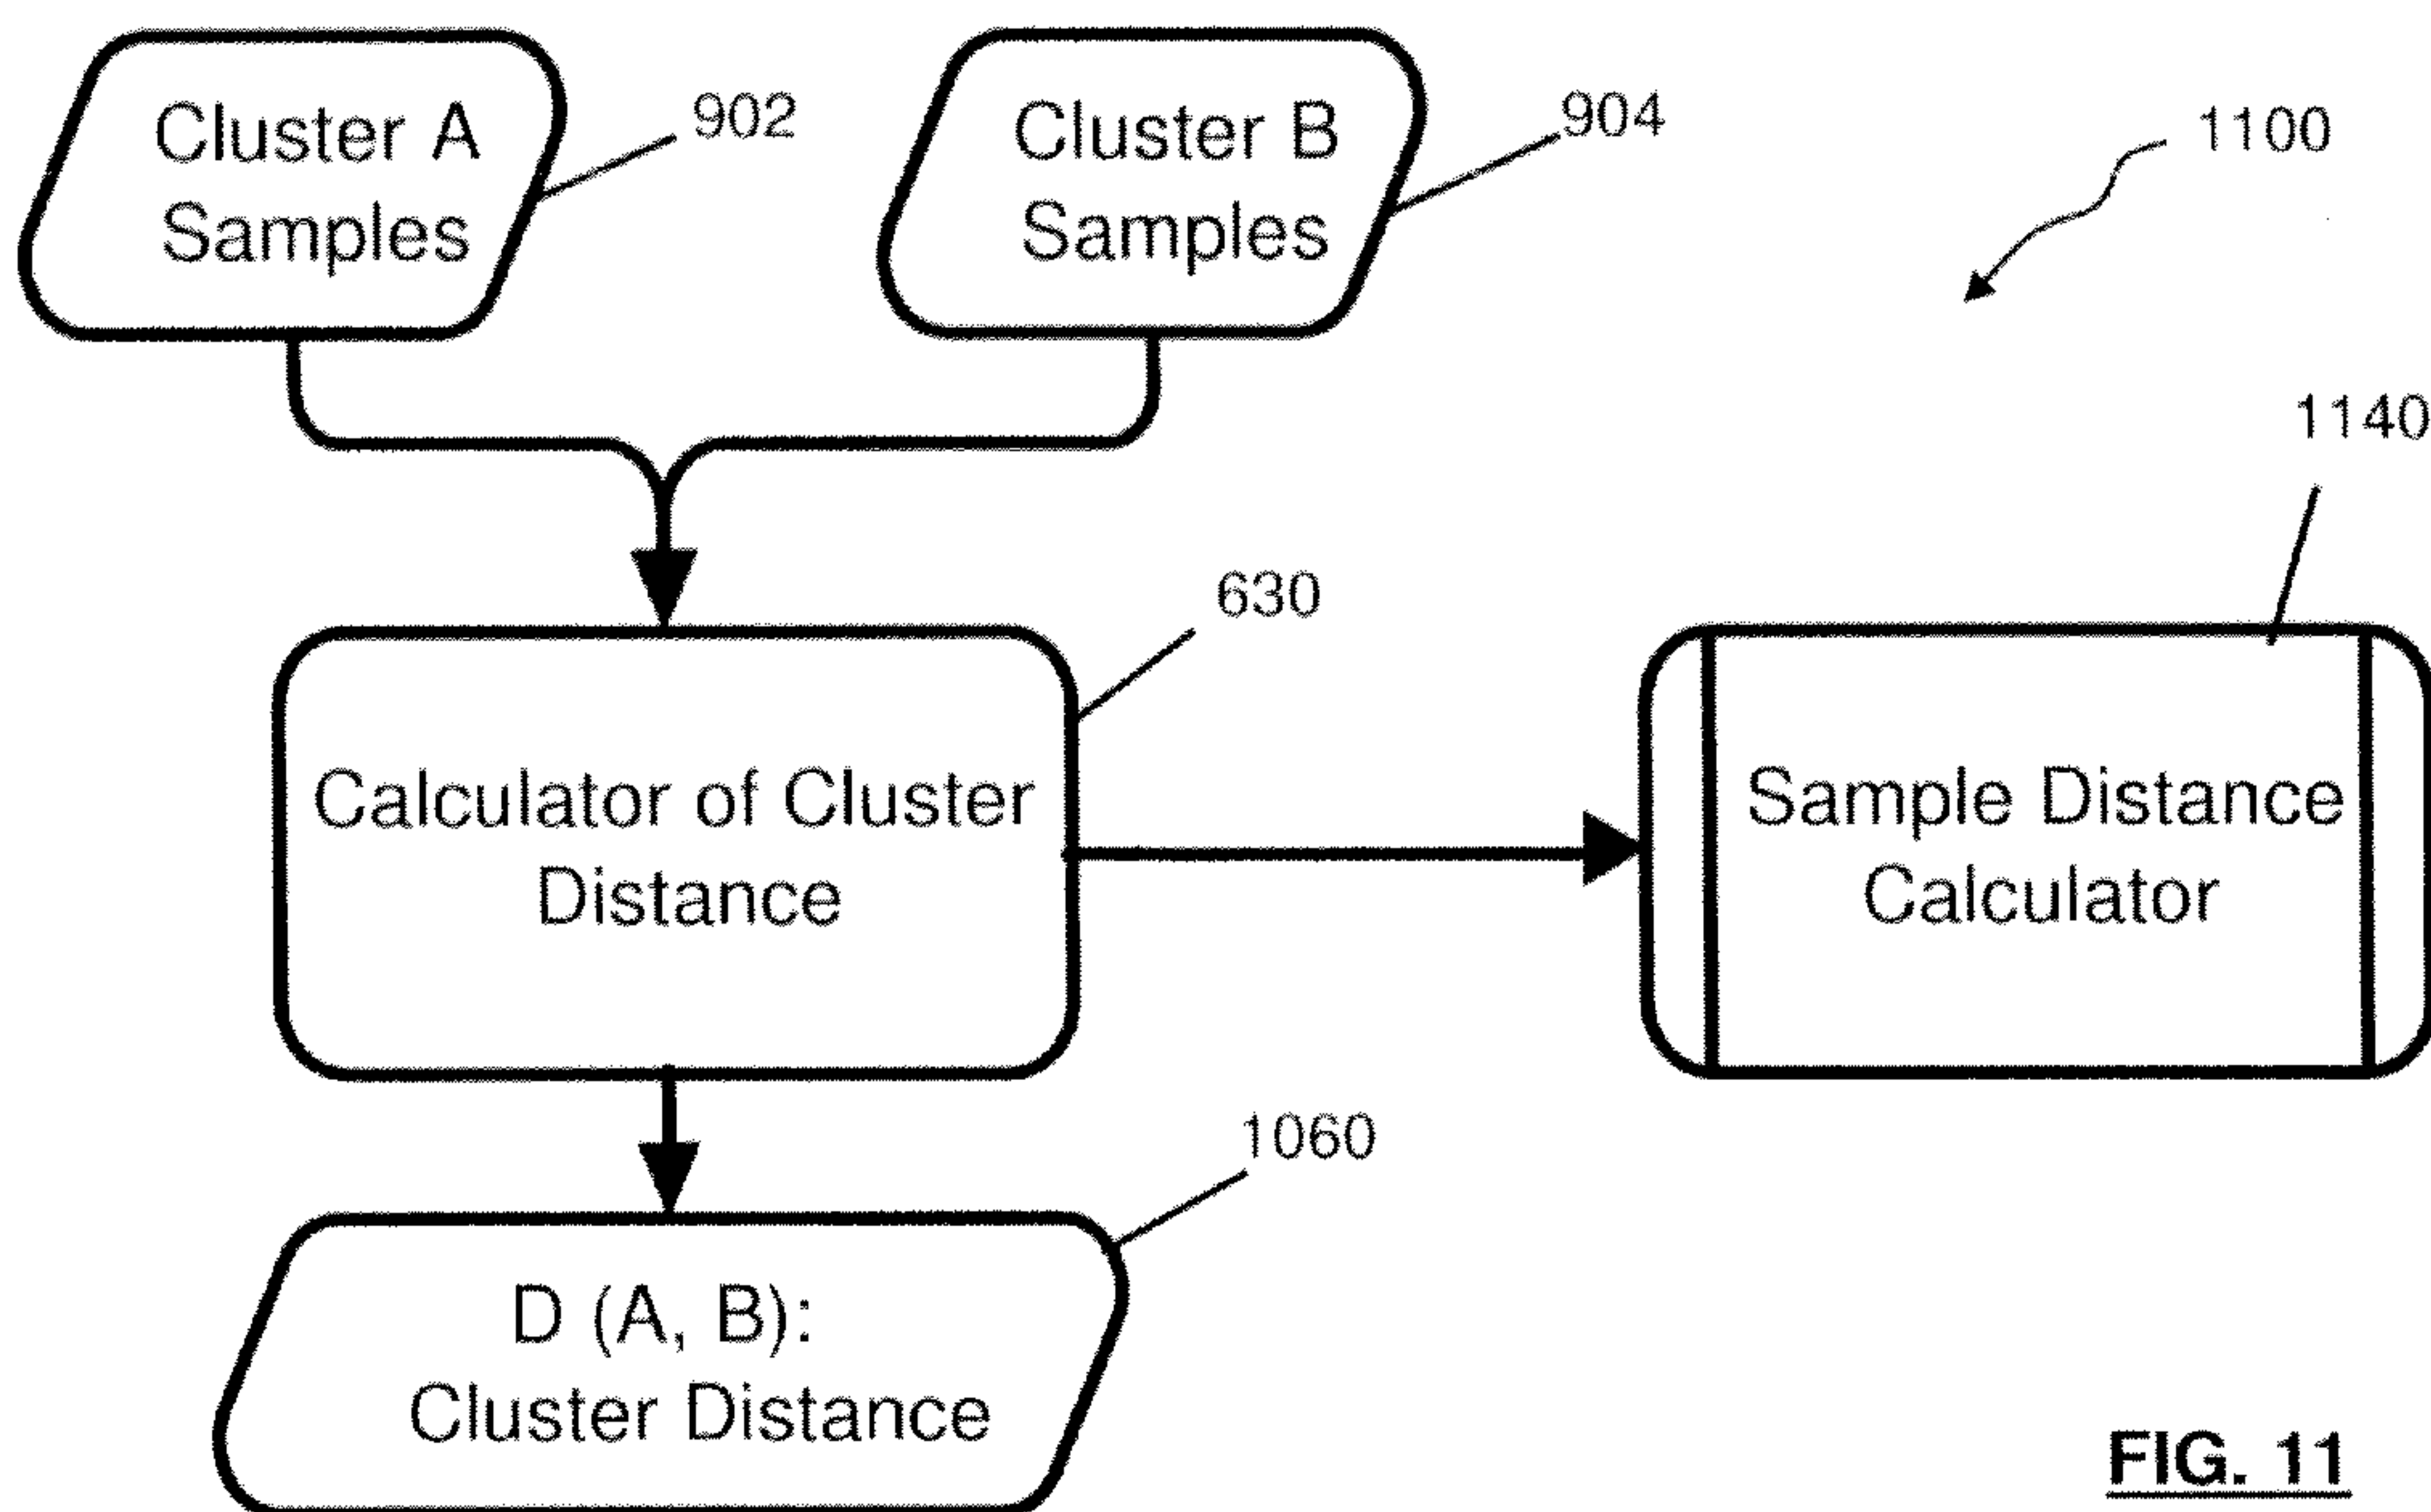 Cluster A
Samples
902
Cluster B
Samples
904
1100
1140
630
Calculator of Cluster
Distance
Sample Distance
Calculator
1060
D (A, B):
Cluster Distance
FIG. 11